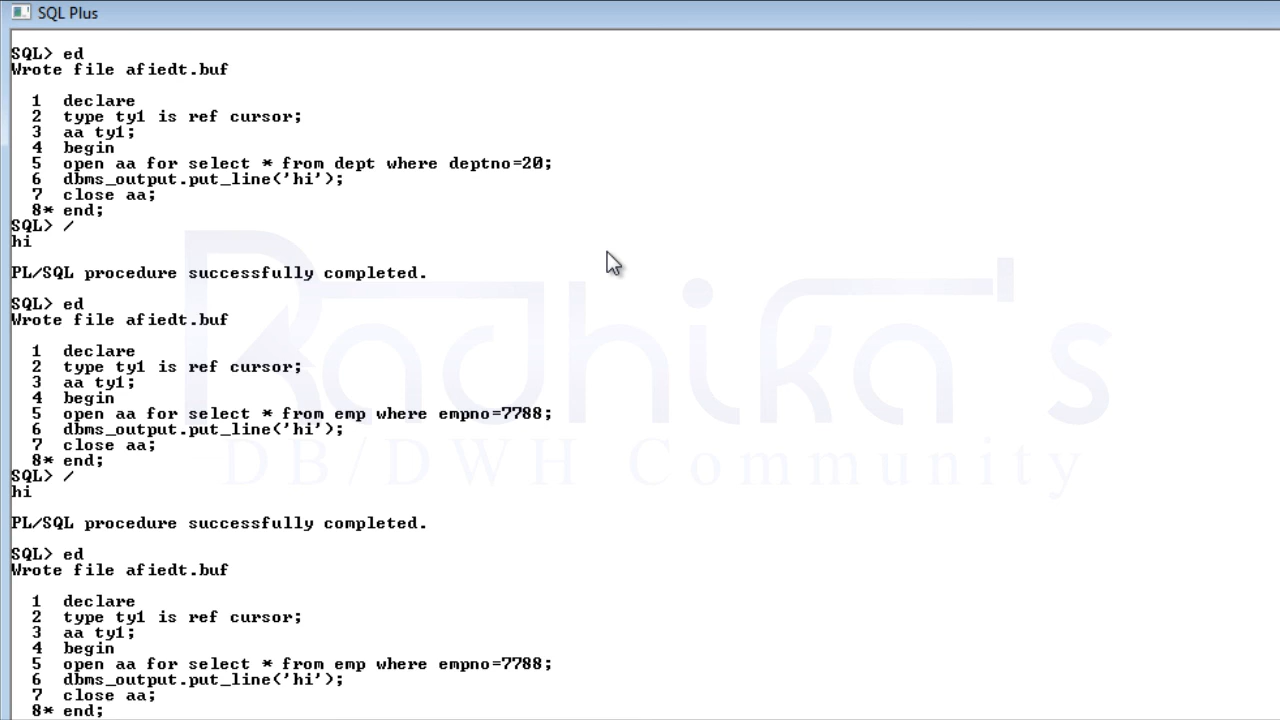 SQL Plus
SQL> ed
Wrote file afiedt.buf
1 declare
2 type ty1 is ref cursor;
3 aa ty1;
4 begin
5 open aa for select * from dept where deptno=20;
6 dbms_output.put_line('hi');
7 close aa;
8* end;
SQL> /
hi
PL/SQL procedure successfully completed.
SQL> ed
Wrote file afiedt.buf
1 declare
2 type ty1 is ref cursor;
3 aa ty1;
4 begin
5 open aa for select * from emp where empno=7788;
6 dbms_output.put_line('hi');
7 close aa;
8* end;
SQL> /
hi
PL/SQL procedure successfully completed.
SQL> ed
Wrote file afiedt.buf
1 declare
2 type ty1 is ref cursor;
3 aa ty1;
4 begin
5 open aa for select * from emp where empno=7788;
6 dbms_output.put_line('hi');
7 close aa;
8* end;
Radhika's
DB/DWH Community